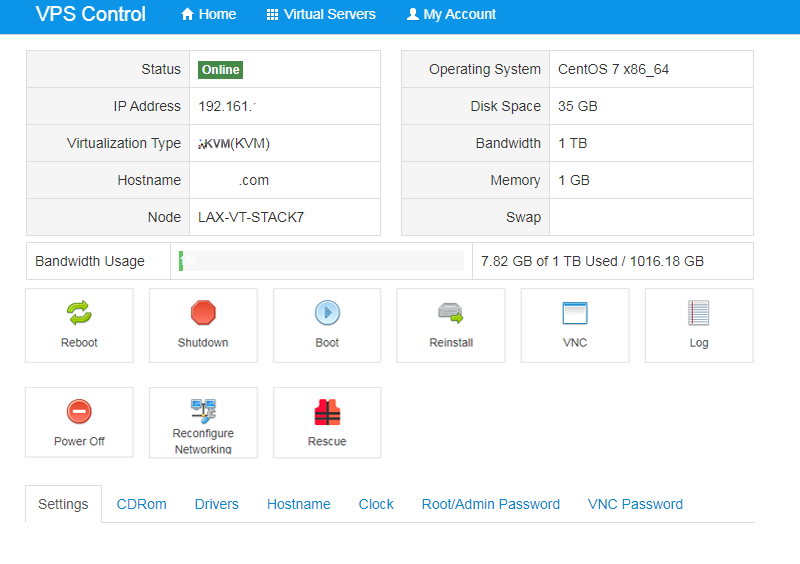 VPS Control Home Virtual Servers My Account
Status Online
IP Address 192.161.
Virtualization Type KVM(KVM)
Hostname .com
Node LAX-VT-STACK7
Operating System CentOS 7 x86_64
Disk Space 35 GB
Bandwidth 1 TB
Memory 1 GB
Swap
Bandwidth Usage 7.82 GB of 1 TB Used / 1016.18 GB
Reboot Shutdown Boot Reinstall VNC Log
Power Off Reconfigure Networking Rescue
Settings CDRom Drivers Hostname Clock Root/Admin Password VNC Password